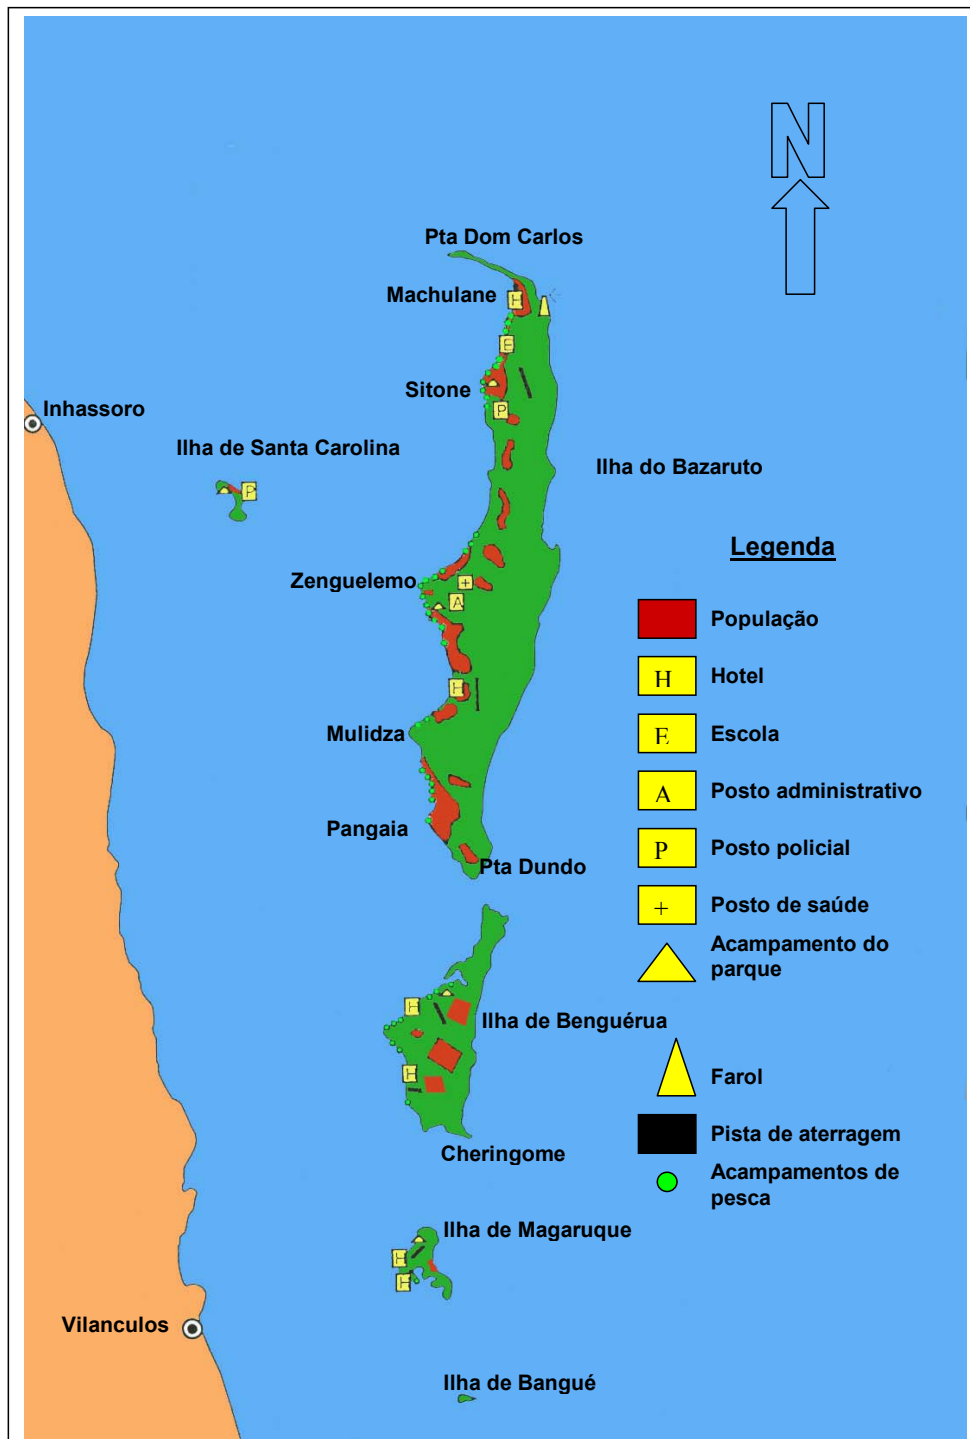 N
Pta Dom Carlos
Machulane
H
E
Sitone
P
Inhassoro
Ilha de Santa Carolina
P
Ilha do Bazaruto
Zenguelemo
+
A
H
Mulidza
Pangaia
Pta Dundo
H
Ilha de Benguérua
H
Cheringome
Ilha de Magaruque
H
H
Vilanculos
Ilha de Bangué
Legenda
População
H Hotel
E Escola
A Posto administrativo
P Posto policial
+ Posto de saúde
Acampamento do
parque
Farol
Pista de aterragem
Acampamentos de
pesca